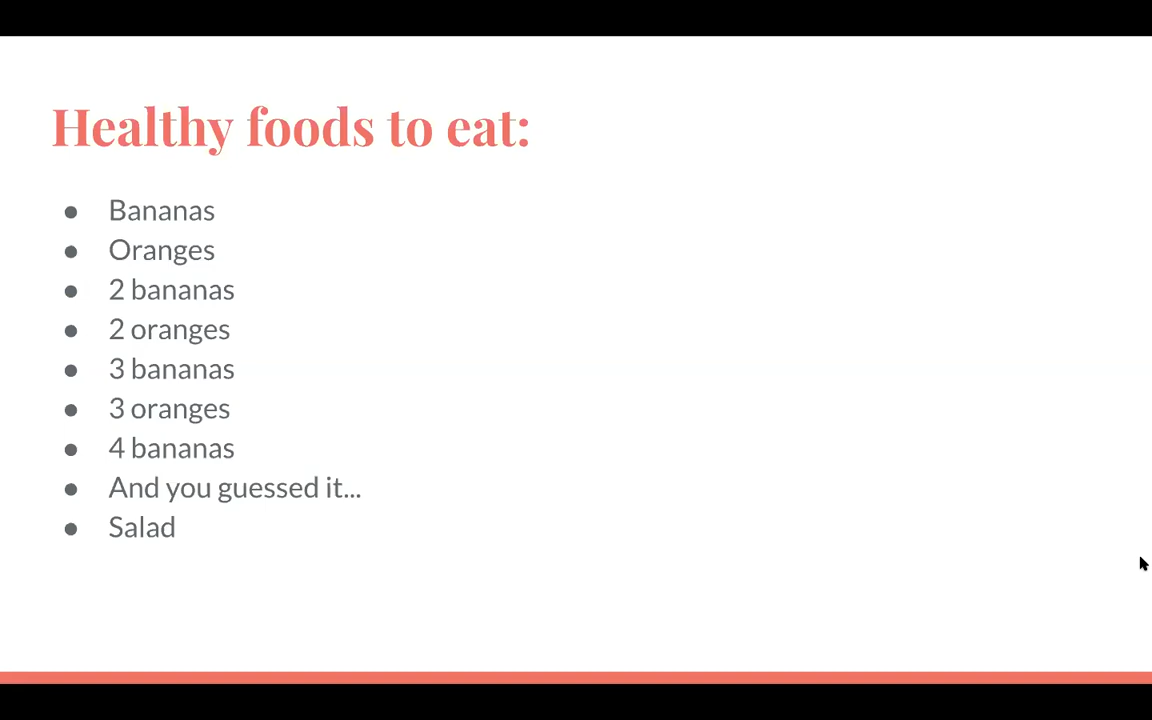 Healthy foods to eat:
● Bananas
● Oranges
● 2 bananas
● 2 oranges
● 3 bananas
● 3 oranges
● 4 bananas
● And you guessed it...
● Salad